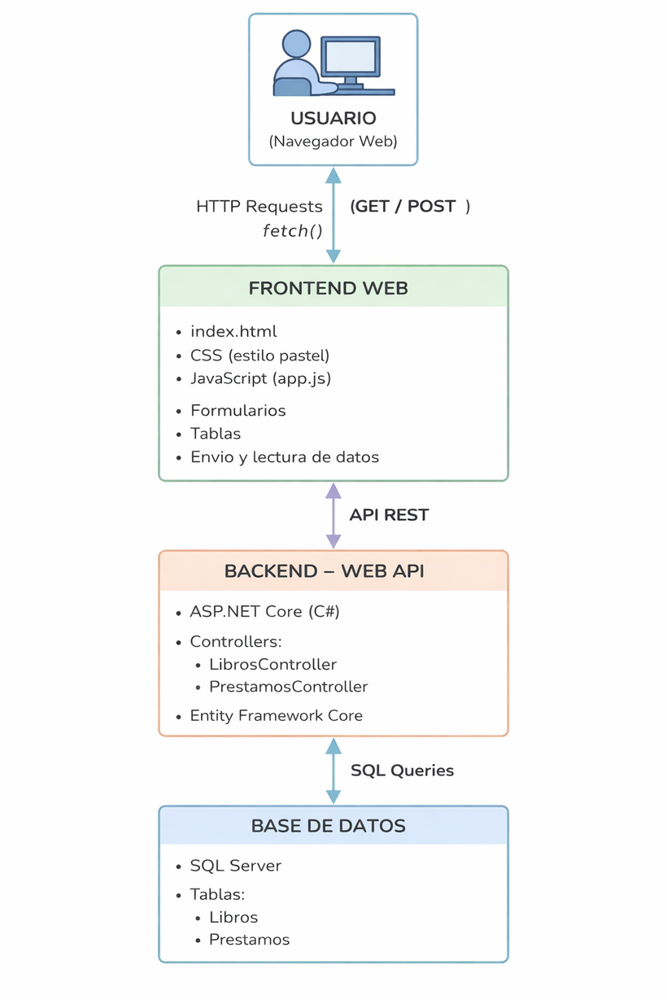 USUARIO
(Navegador Web)
HTTP Requests (GET / POST )
fetch()
FRONTEND WEB
• index.html
• CSS (estilo pastel)
• JavaScript (app.js)
• Formularios
• Tablas
• Envio y lectura de datos
API REST
BACKEND – WEB API
• ASP.NET Core (C#)
• Controllers:
• LibrosController
• PrestamosController
• Entity Framework Core
SQL Queries
BASE DE DATOS
• SQL Server
• Tablas:
• Libros
• Prestamos